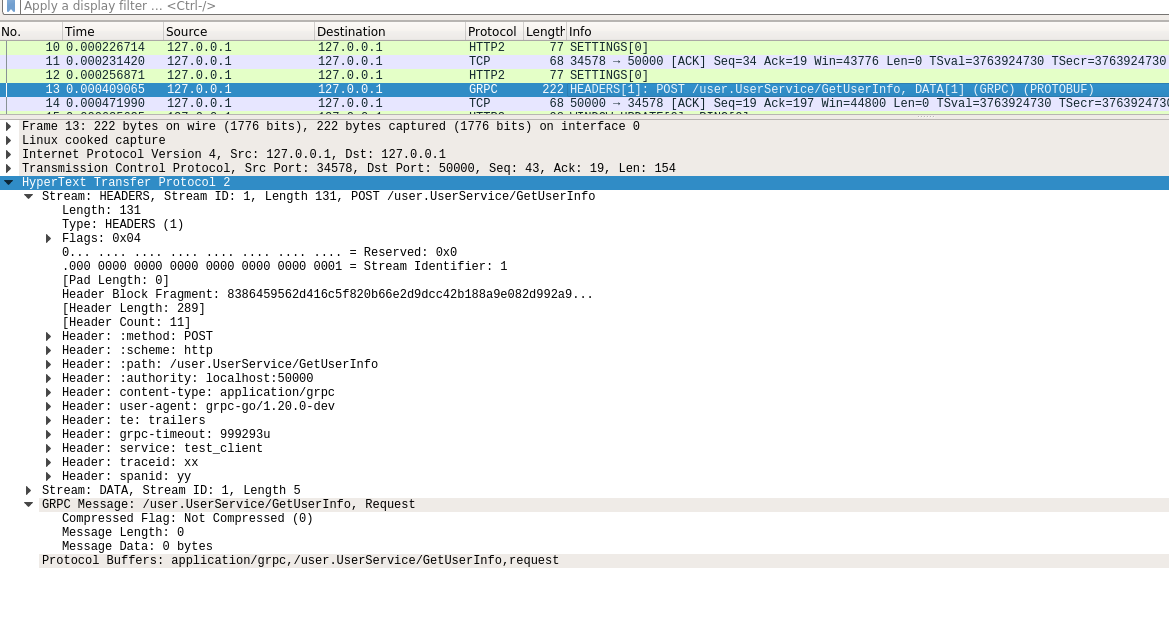 Apply a display filter … <Ctrl-/>
No. Time Source Destination Protocol Length Info
10 0.000226714 127.0.0.1 127.0.0.1 HTTP2 77 SETTINGS[0]
11 0.000231420 127.0.0.1 127.0.0.1 TCP 68 34578 → 50000 [ACK] Seq=34 Ack=19 Win=43776 Len=0 TSval=3763924730 TSecr=3763924730
12 0.000256871 127.0.0.1 127.0.0.1 HTTP2 77 SETTINGS[0]
13 0.000409065 127.0.0.1 127.0.0.1 GRPC 222 HEADERS[1]: POST /user.UserService/GetUserInfo, DATA[1] (GRPC) (PROTOBUF)
14 0.000471990 127.0.0.1 127.0.0.1 TCP 68 50000 → 34578 [ACK] Seq=19 Ack=197 Win=44800 Len=0 TSval=3763924730 TSecr=376392473
Frame 13: 222 bytes on wire (1776 bits), 222 bytes captured (1776 bits) on interface 0
Linux cooked capture
Internet Protocol Version 4, Src: 127.0.0.1, Dst: 127.0.0.1
Transmission Control Protocol, Src Port: 34578, Dst Port: 50000, Seq: 43, Ack: 19, Len: 154
HyperText Transfer Protocol 2
Stream: HEADERS, Stream ID: 1, Length 131, POST /user.UserService/GetUserInfo
Length: 131
Type: HEADERS (1)
Flags: 0x04
0... .... .... .... .... .... .... .... = Reserved: 0x0
.000 0000 0000 0000 0000 0000 0000 0001 = Stream Identifier: 1
[Pad Length: 0]
Header Block Fragment: 8386459562d416c5f820b66e2d9dcc42b188a9e082d992a9...
[Header Length: 289]
[Header Count: 11]
Header: :method: POST
Header: :scheme: http
Header: :path: /user.UserService/GetUserInfo
Header: :authority: localhost:50000
Header: content-type: application/grpc
Header: user-agent: grpc-go/1.20.0-dev
Header: te: trailers
Header: grpc-timeout: 999293u
Header: service: test_client
Header: traceid: xx
Header: spanid: yy
Stream: DATA, Stream ID: 1, Length 5
GRPC Message: /user.UserService/GetUserInfo, Request
Compressed Flag: Not Compressed (0)
Message Length: 0
Message Data: 0 bytes
Protocol Buffers: application/grpc,/user.UserService/GetUserInfo,request